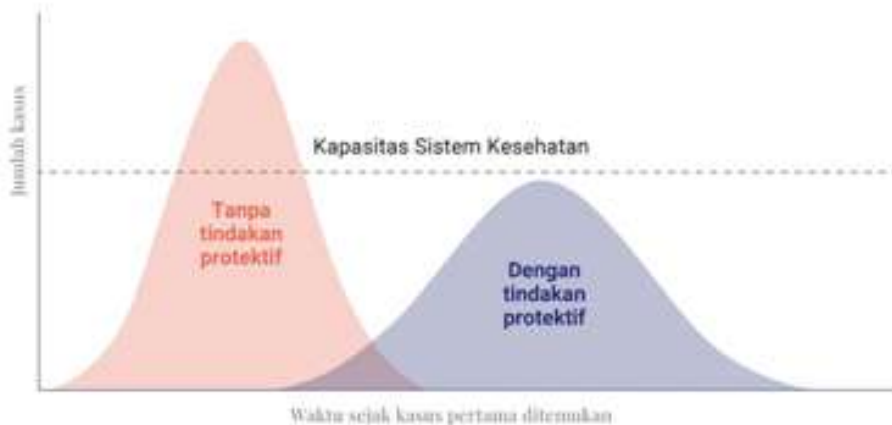 Jumlah kasus
Kapasitas Sistem Kesehatan
Tanpa
tindakan
protektif
Dengan
tindakan
protektif
Waktu sejak kasus pertama ditemukan